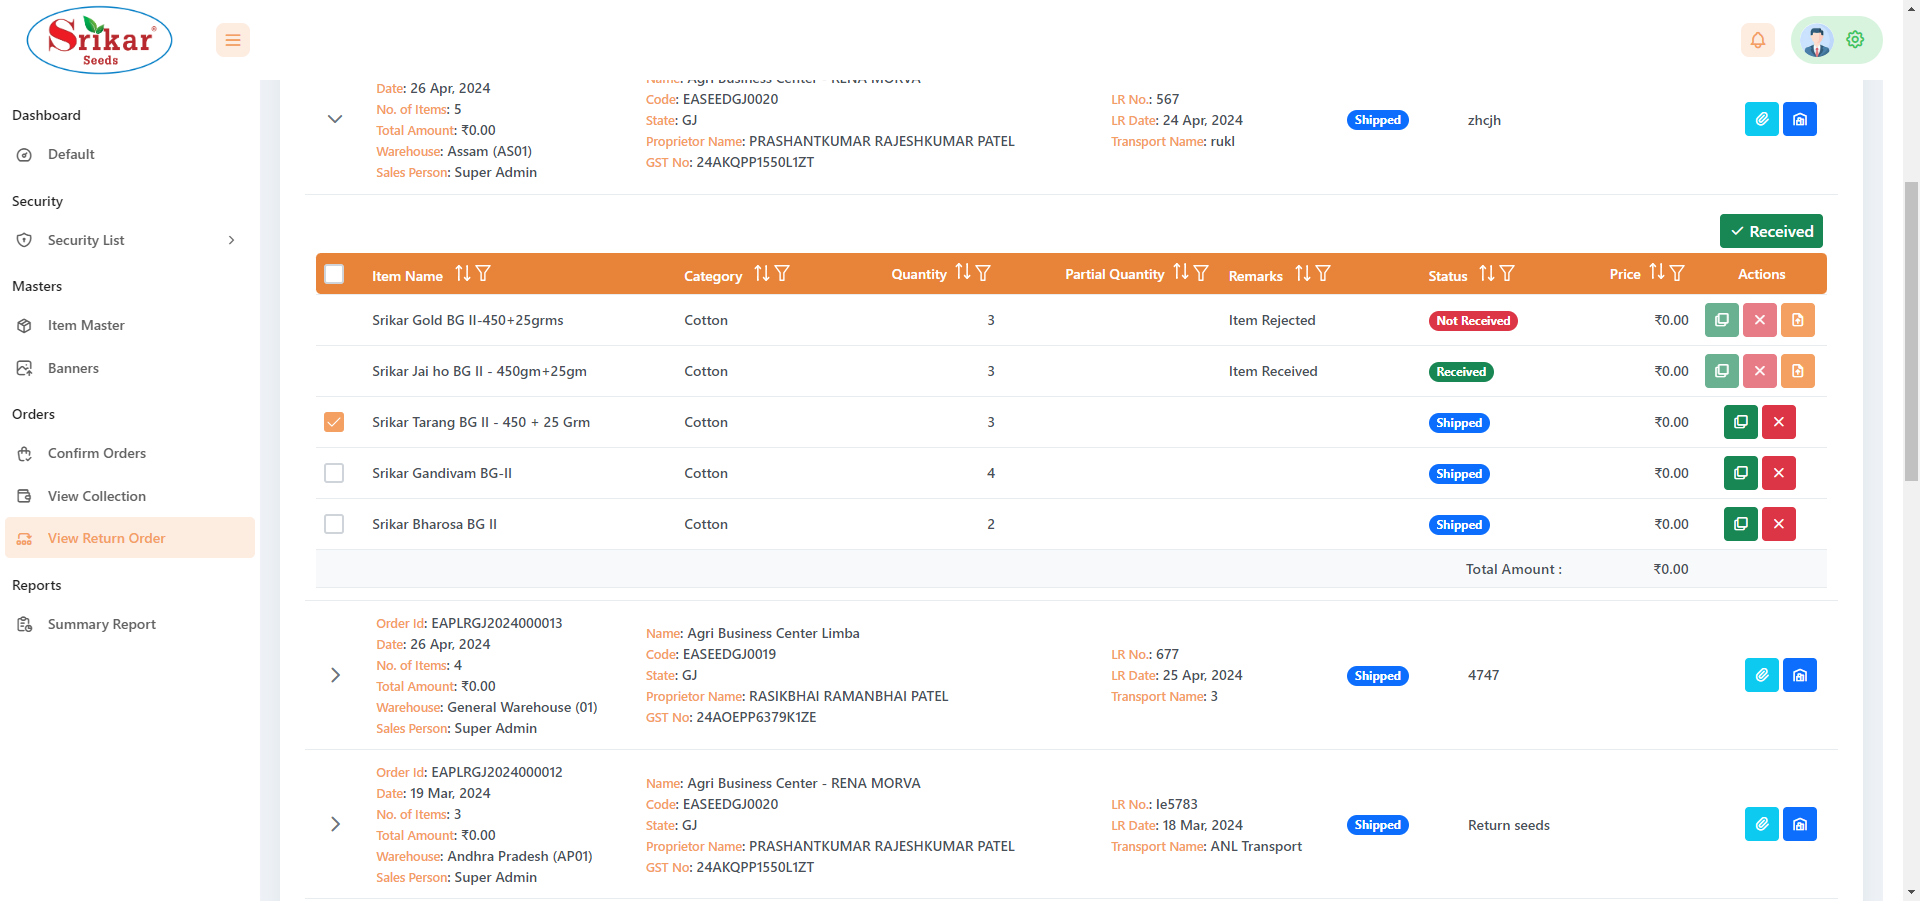 Srikar
Seeds
Dashboard
Default
Security
Security List
Masters
Item Master
Banners
Orders
Confirm Orders
View Collection
View Return Order
Reports
Summary Report
Date: 26 Apr, 2024
No. of Items: 5
Total Amount: ₹0.00
Warehouse: Assam (AS01)
Sales Person: Super Admin
Name: Agri Business Center - RENA MORVA
Code: EASEEDGJ0020
State: GJ
Proprietor Name: PRASHANTKUMAR RAJESHKUMAR PATEL
GST No: 24AKQPP1550L1ZT
LR No.: 567
LR Date: 24 Apr, 2024
Transport Name: rukl
Shipped
zhcjh
Received
Item Name Category Quantity Partial Quantity Remarks Status Price Actions
Srikar Gold BG II-450+25grms Cotton 3 Item Rejected Not Received ₹0.00
Srikar Jai ho BG II - 450gm+25gm Cotton 3 Item Received Received ₹0.00
Srikar Tarang BG II - 450 + 25 Grm Cotton 3 Shipped ₹0.00
Srikar Gandivam BG-II Cotton 4 Shipped ₹0.00
Srikar Bharosa BG II Cotton 2 Shipped ₹0.00
Total Amount : ₹0.00
Order Id: EAPLRGJ2024000013
Date: 26 Apr, 2024
No. of Items: 4
Total Amount: ₹0.00
Warehouse: General Warehouse (01)
Sales Person: Super Admin
Name: Agri Business Center Limba
Code: EASEEDGJ0019
State: GJ
Proprietor Name: RASIKBHAI RAMANBHAI PATEL
GST No: 24AOEPP6379K1ZE
LR No.: 677
LR Date: 25 Apr, 2024
Transport Name: 3
Shipped
4747
Order Id: EAPLRGJ2024000012
Date: 19 Mar, 2024
No. of Items: 3
Total Amount: ₹0.00
Warehouse: Andhra Pradesh (AP01)
Sales Person: Super Admin
Name: Agri Business Center - RENA MORVA
Code: EASEEDGJ0020
State: GJ
Proprietor Name: PRASHANTKUMAR RAJESHKUMAR PATEL
GST No: 24AKQPP1550L1ZT
LR No.: le5783
LR Date: 18 Mar, 2024
Transport Name: ANL Transport
Shipped
Return seeds